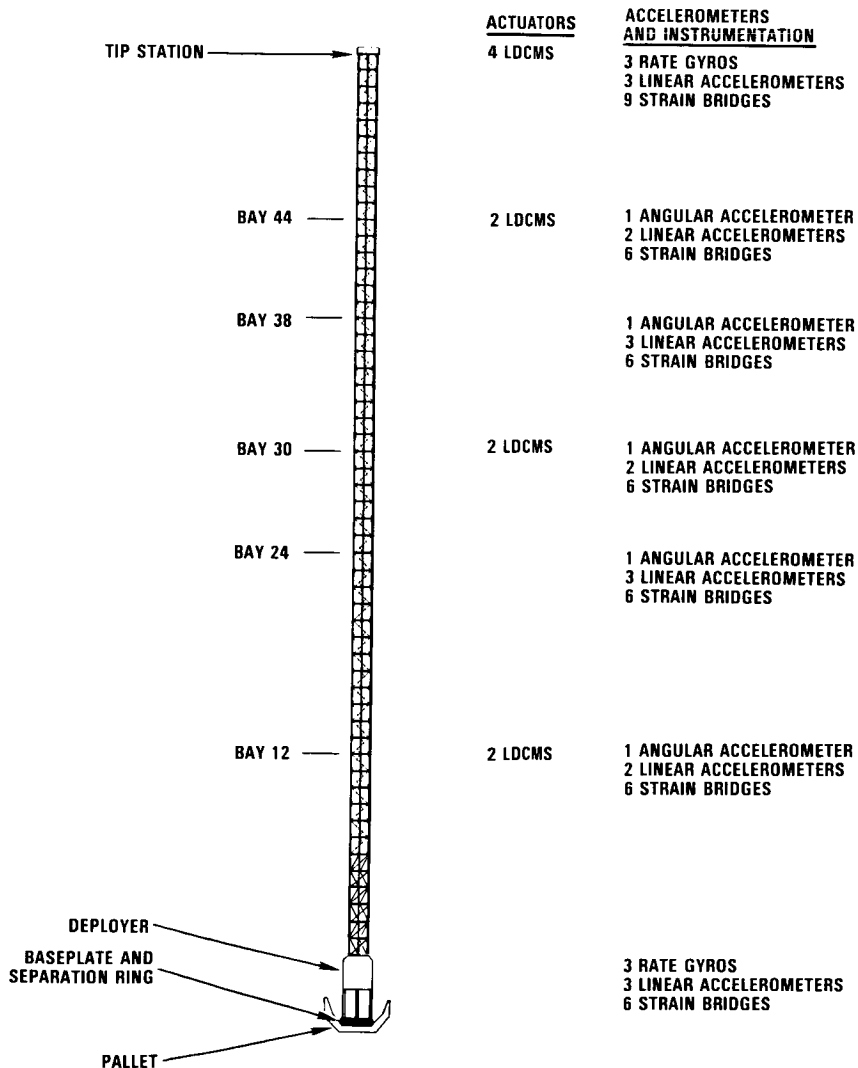 ACTUATORS
ACCELEROMETERS
AND INSTRUMENTATION
TIP STATION
4 LDCMS
3 RATE GYROS
3 LINEAR ACCELEROMETERS
9 STRAIN BRIDGES
BAY 44
2 LDCMS
1 ANGULAR ACCELEROMETER
2 LINEAR ACCELEROMETERS
6 STRAIN BRIDGES
BAY 38
1 ANGULAR ACCELEROMETER
3 LINEAR ACCELEROMETERS
6 STRAIN BRIDGES
BAY 30
2 LDCMS
1 ANGULAR ACCELEROMETER
2 LINEAR ACCELEROMETERS
6 STRAIN BRIDGES
BAY 24
1 ANGULAR ACCELEROMETER
3 LINEAR ACCELEROMETERS
6 STRAIN BRIDGES
BAY 12
2 LDCMS
1 ANGULAR ACCELEROMETER
2 LINEAR ACCELEROMETERS
6 STRAIN BRIDGES
DEPLOYER
BASEPLATE AND
SEPARATION RING
3 RATE GYROS
3 LINEAR ACCELEROMETERS
6 STRAIN BRIDGES
PALLET